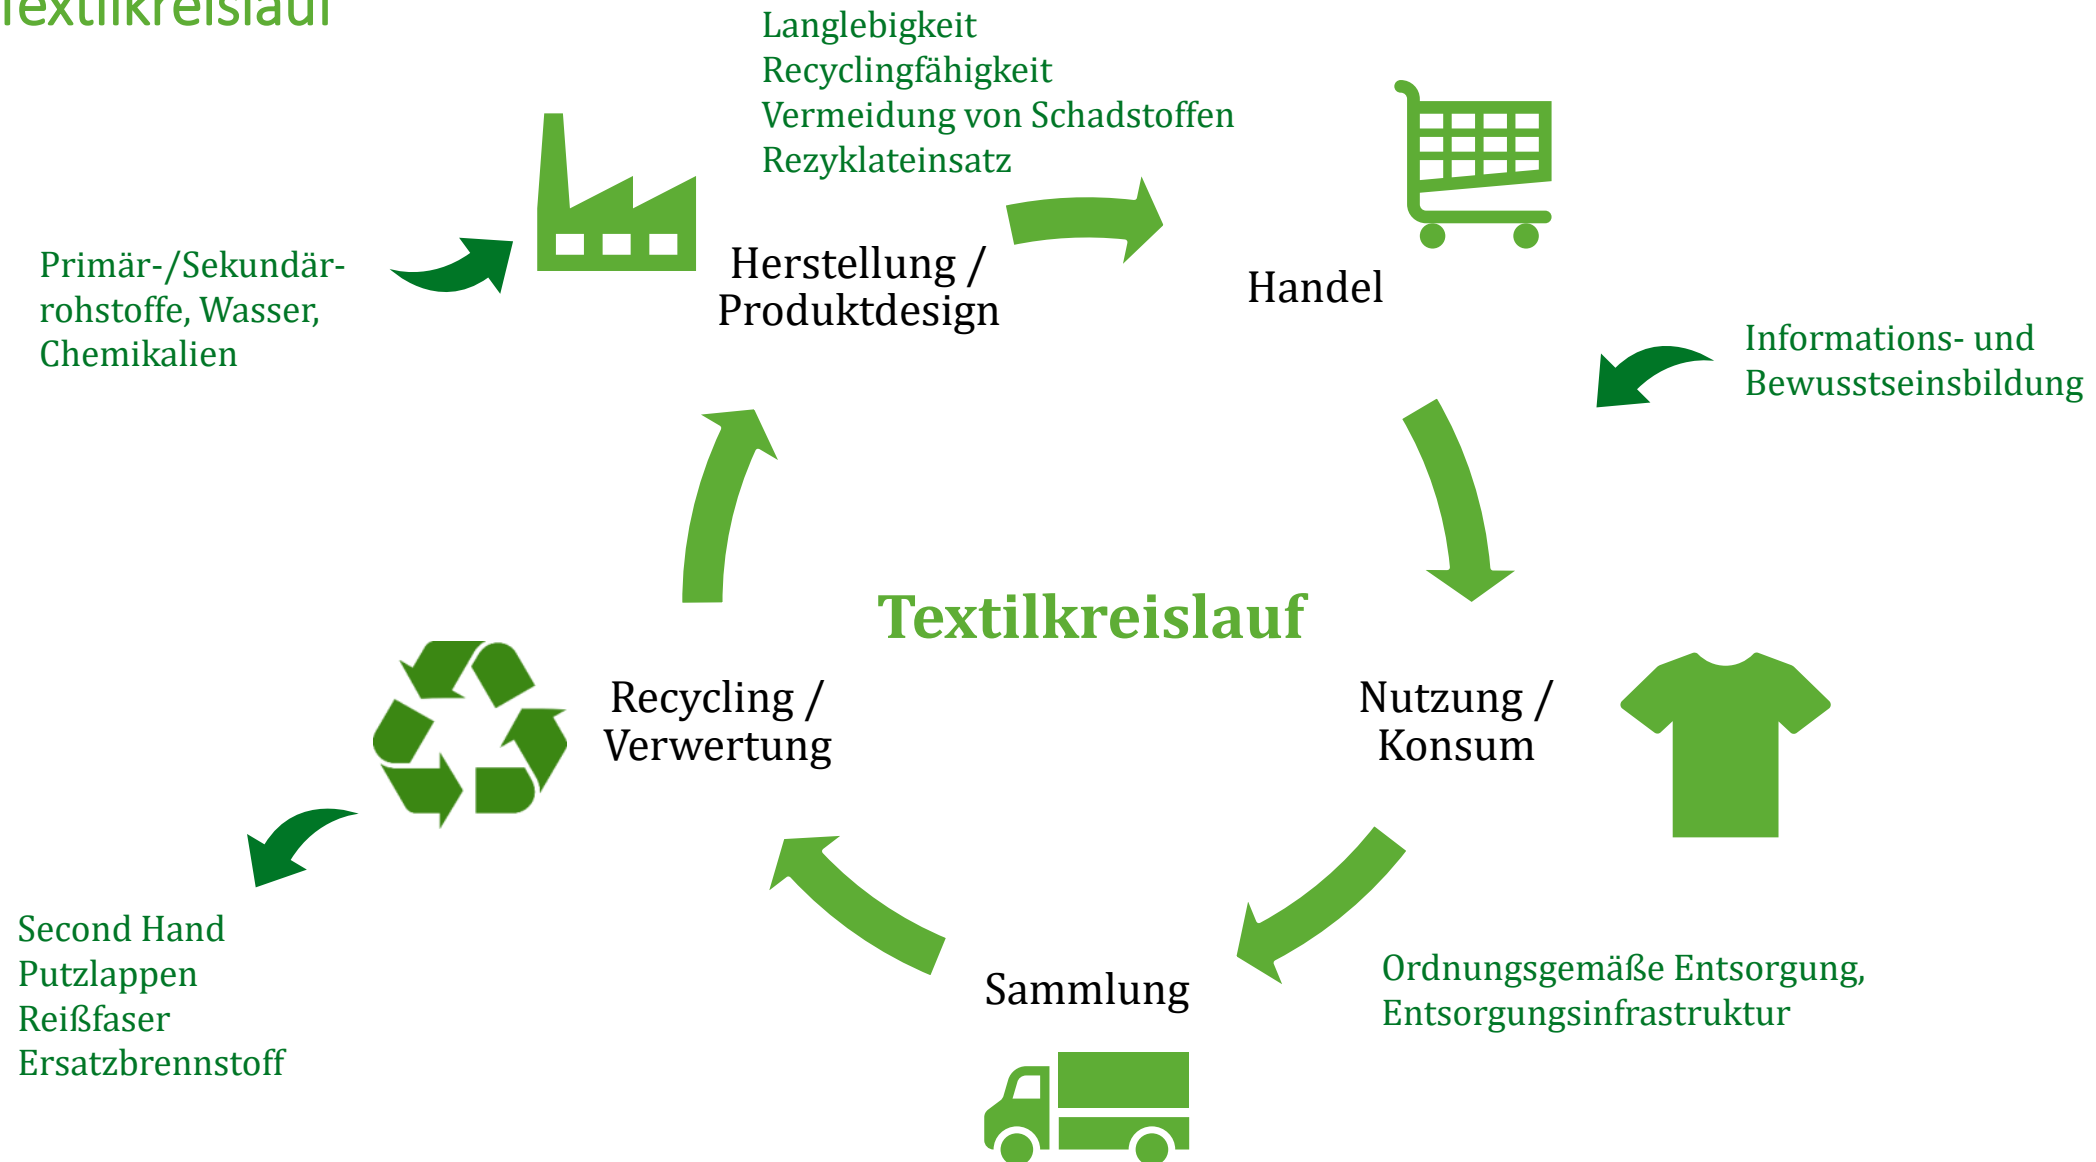 Textilkreislauf
Langlebigkeit
Recyclingfähigkeit
Vermeidung von Schadstoffen
Rezyklateinsatz
Herstellung /
Produktdesign
Handel
Primär-/Sekundär-
rohstoffe, Wasser,
Chemikalien
Informations- und
Bewusstseinsbildung
Textilkreislauf
Recycling /
Verwertung
Nutzung /
Konsum
Sammlung
Ordnungsgemäße Entsorgung,
Entsorgungsinfrastruktur
Second Hand
Putzlappen
Reißfaser
Ersatzbrennstoff